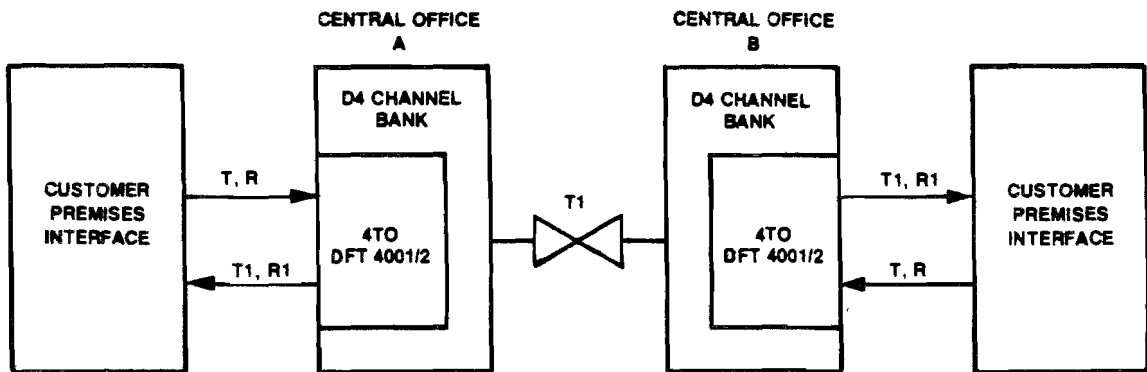 CENTRAL OFFICE
A
CENTRAL OFFICE
B
CUSTOMER
PREMISES
INTERFACE
T, R
T1, R1
D4 CHANNEL
BANK
4TO
DFT 4001/2
T1
D4 CHANNEL
BANK
4TO
DFT 4001/2
T1, R1
T, R
CUSTOMER
PREMISES
INTERFACE